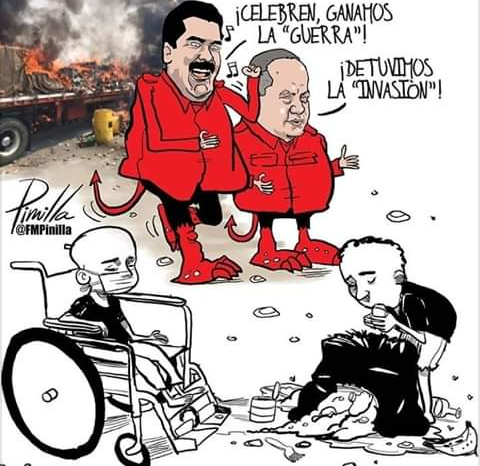 ¡CELEBREN, GANAMOS
LA "GUERRA"!
¡DETUVIMOS
LA "INVASIÓN"!
Pinilla
@FMPinilla